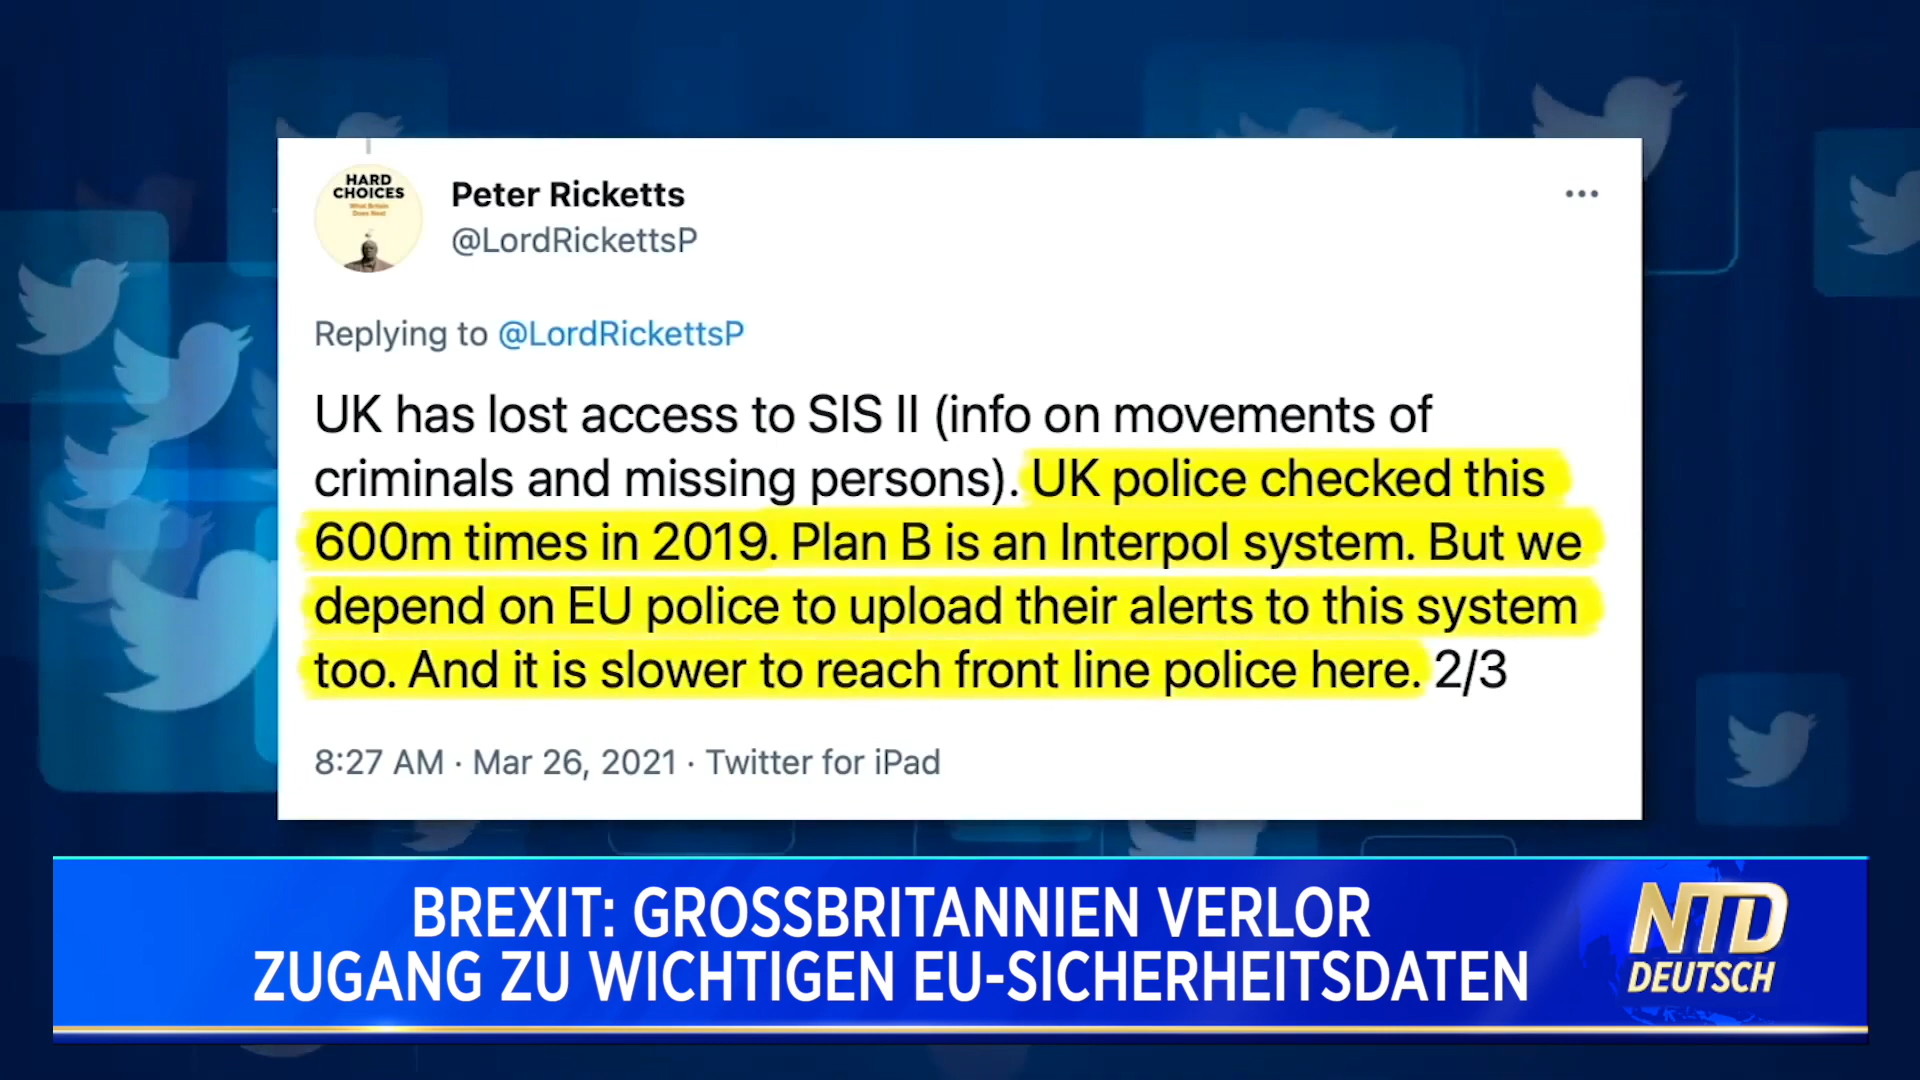 HARD
CHOICES
What Britain
Does Next
Peter Ricketts
@LordRickettsP
Replying to @LordRickettsP
UK has lost access to SIS II (info on movements of
criminals and missing persons). UK police checked this
600m times in 2019. Plan B is an Interpol system. But we
depend on EU police to upload their alerts to this system
too. And it is slower to reach front line police here. 2/3
8:27 AM · Mar 26, 2021 · Twitter for iPad
BREXIT: GROSSBRITANNIEN VERLOR
ZUGANG ZU WICHTIGEN EU-SICHERHEITSDATEN
NTD
DEUTSCH